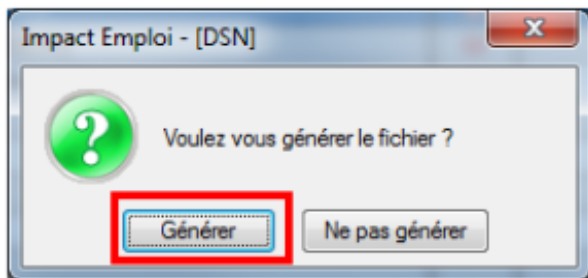 Impact Emploi - [DSN]
Voulez vous générer le fichier ?
Générer
Ne pas générer